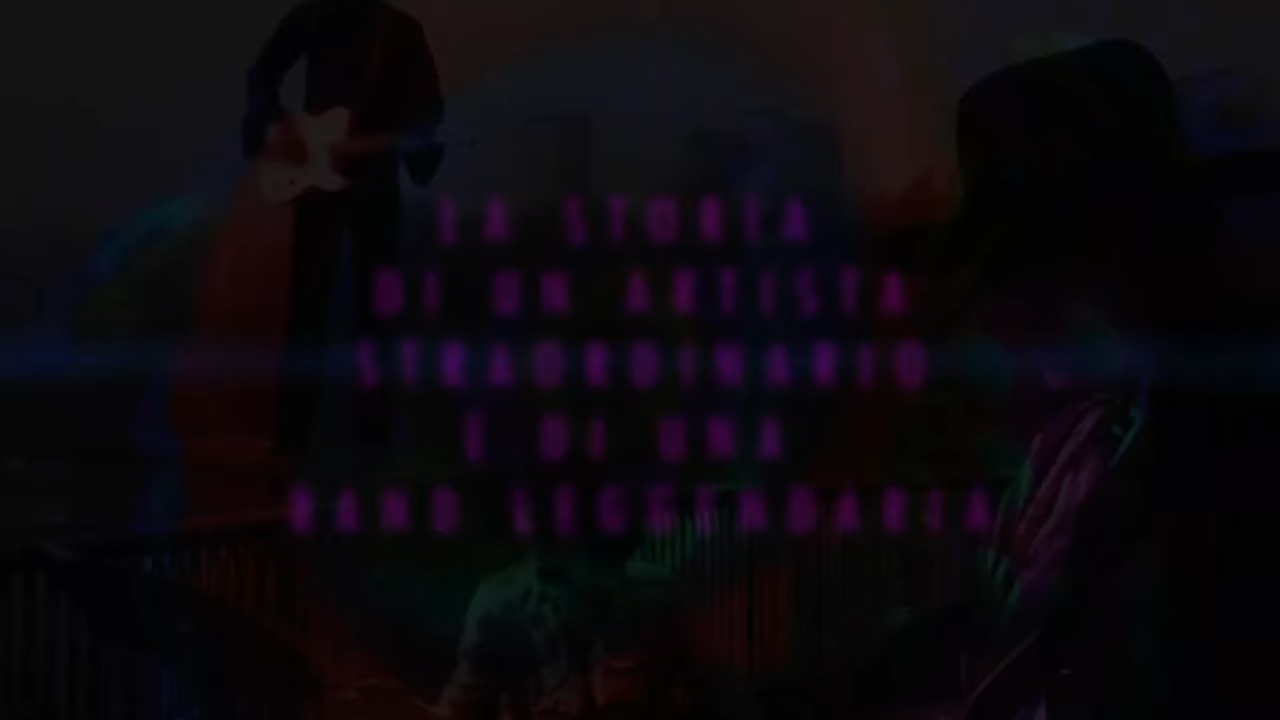 LA STORIA
DI UN ARTISTA
STRAORDINARIO
E DI UNA
BAND LEGGENDARIA